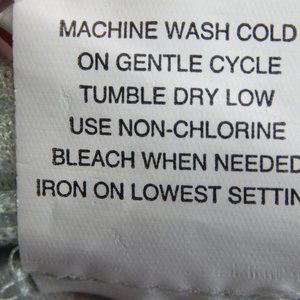 MACHINE WASH COLD
ON GENTLE CYCLE
TUMBLE DRY LOW
USE NON-CHLORINE
BLEACH WHEN NEEDED
IRON ON LOWEST SETTIN